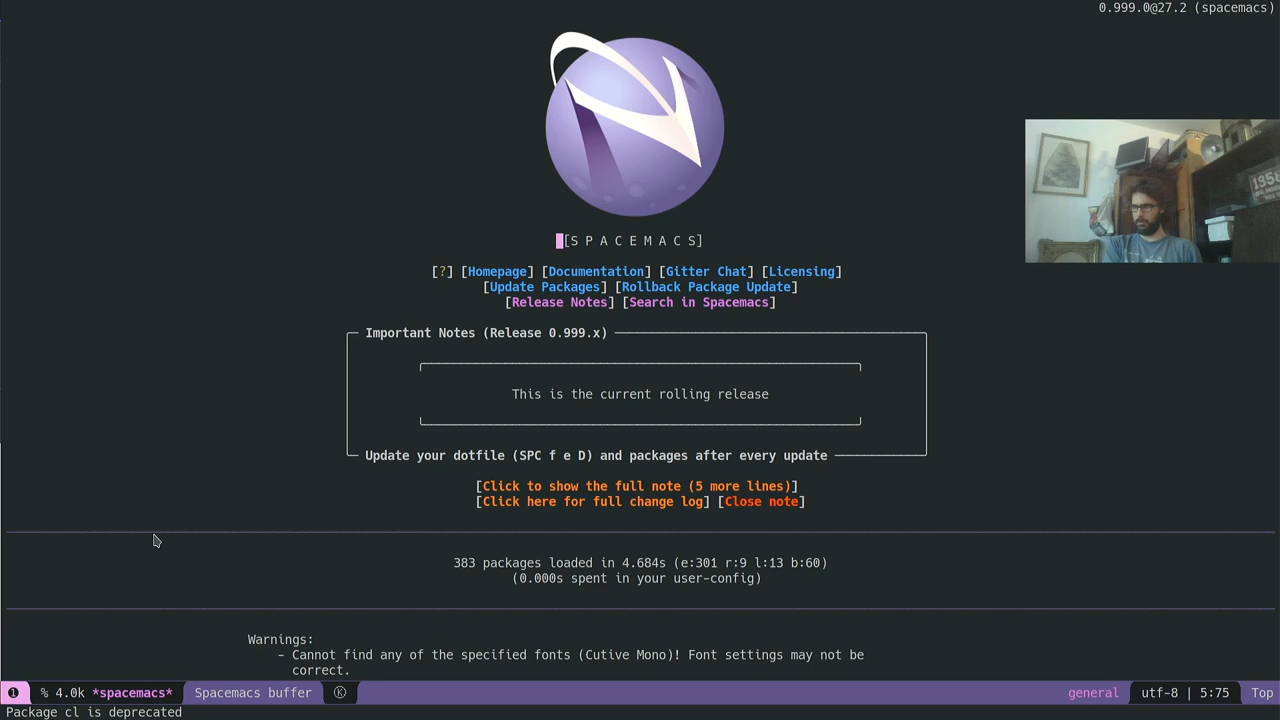 0.999.0@27.2 (spacemacs)
[S P A C E M A C S]
[?] [Homepage] [Documentation] [Gitter Chat] [Licensing]
[Update Packages] [Rollback Package Update]
[Release Notes] [Search in Spacemacs]
Important Notes (Release 0.999.x)
This is the current rolling release
Update your dotfile (SPC f e D) and packages after every update
[Click to show the full note (5 more lines)]
[Click here for full change log] [Close note]
383 packages loaded in 4.684s (e:301 r:9 l:13 b:60)
(0.000s spent in your user-config)
Warnings:
- Cannot find any of the specified fonts (Cutive Mono)! Font settings may not be
correct.
❶ % 4.0k *spacemacs* Spacemacs buffer Ⓚ general utf-8 | 5:75 Top
Package cl is deprecated